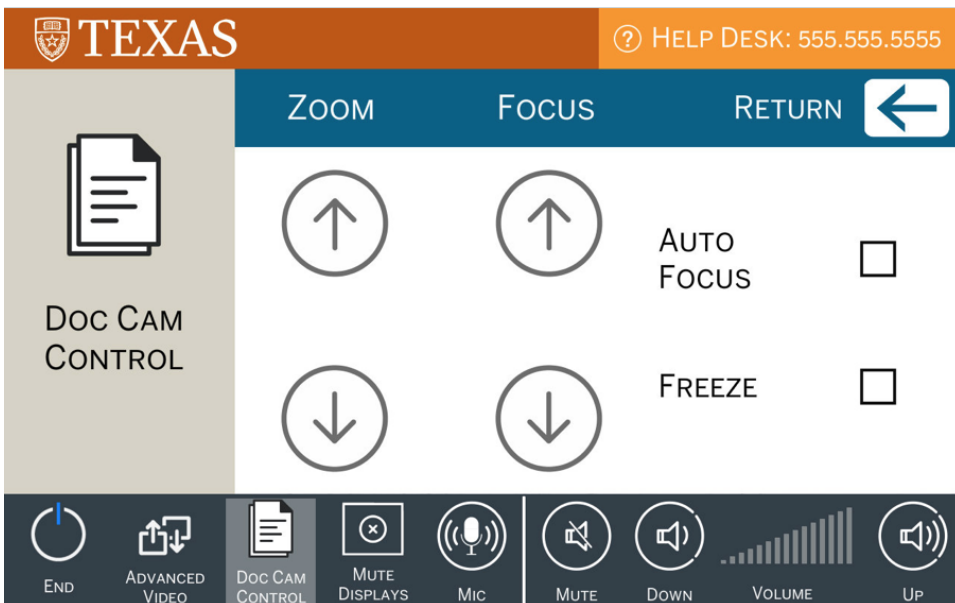 TEXAS
? HELP DESK: 555.555.5555
ZOOM
FOCUS
RETURN
DOC CAM
CONTROL
AUTO
FOCUS
FREEZE
END
ADVANCED
VIDEO
DOC CAM
CONTROL
MUTE
DISPLAYS
MIC
MUTE
DOWN
VOLUME
UP